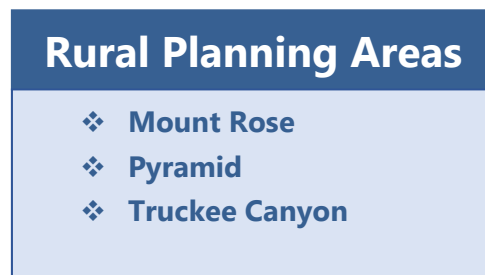 Rural Planning Areas
❖ Mount Rose
❖ Pyramid
❖ Truckee Canyon